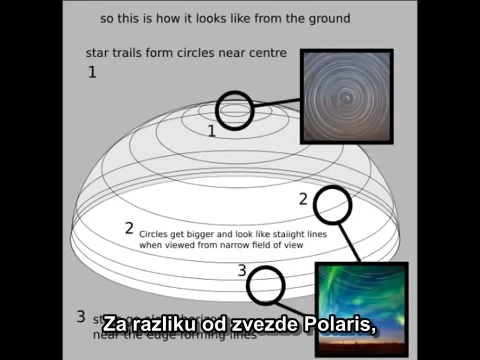 so this is how it looks like from the ground
star trails form circles near centre
1
1
2
2 Circles get bigger and look like staiight lines
when viewed from narrow field of view
3
3
Za razliku od zvezde Polaris,
near the edge forming lines